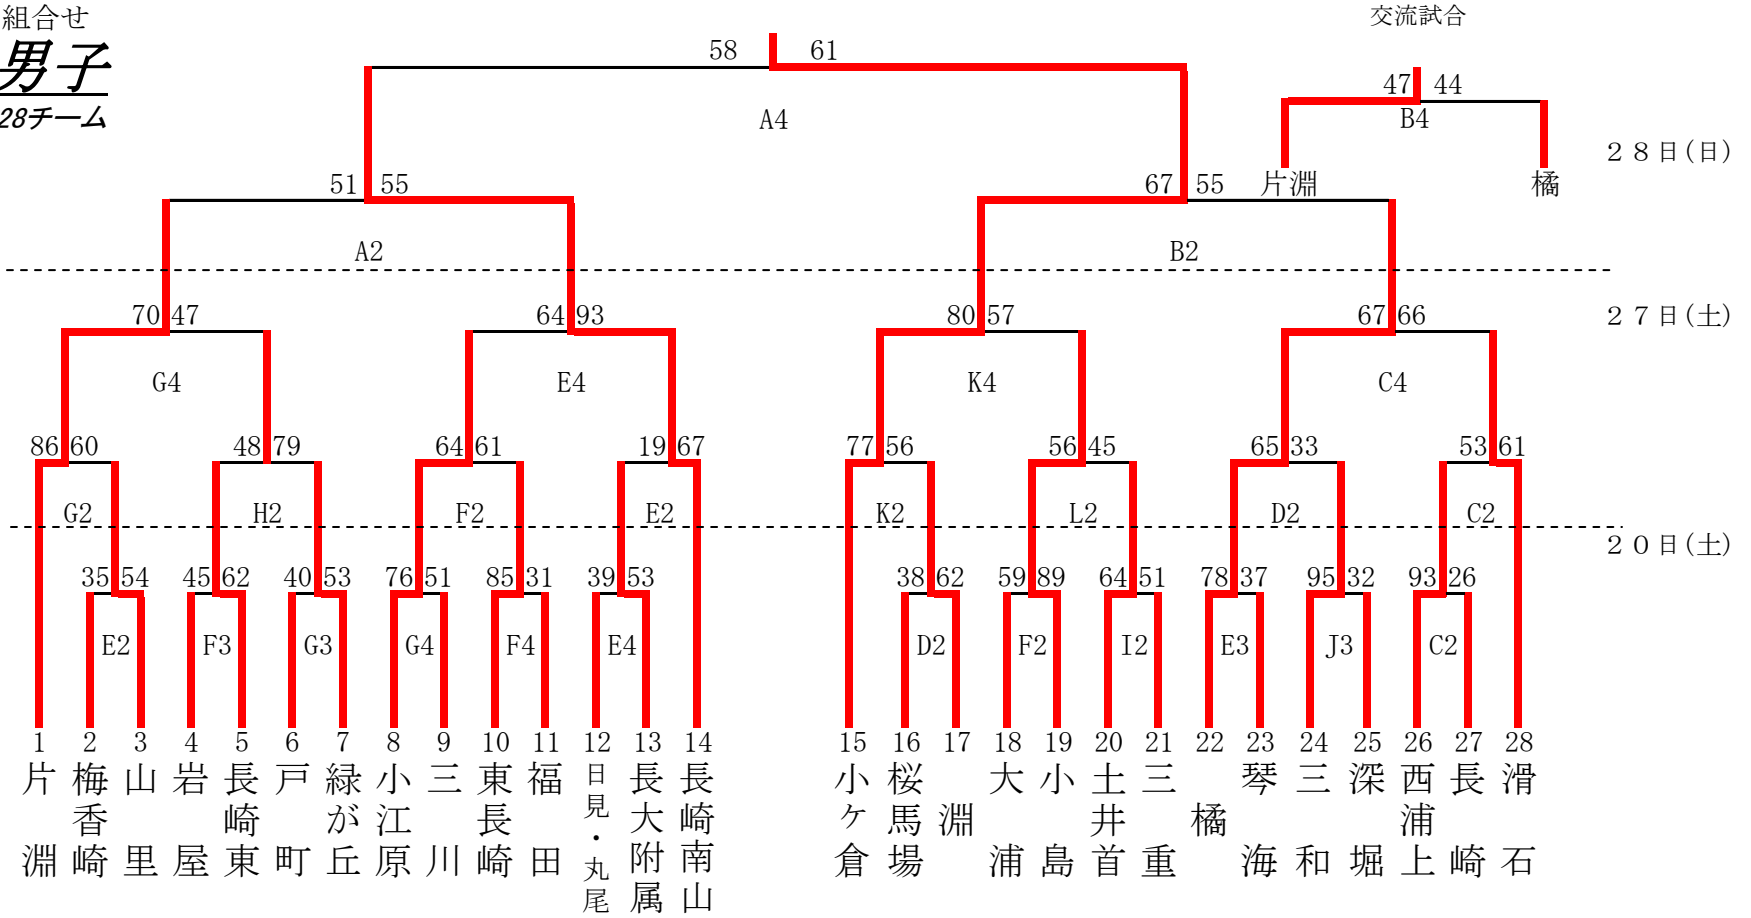 組合せ
交流試合
男子
28チーム
58 61
47 44
A4
B4
28日(日)
51 55
67 55
片淵
橘
A2
B2
70 47
64 93
80 57
67 66
27日(土)
G4
E4
K4
C4
86 60
48 79
64 61
19 67
77 56
56 45
65 33
53 61
G2
H2
F2
E2
K2
L2
D2
C2
20日(土)
35 54
45 62
40 53
76 51
85 31
39 53
38 62
59 89
64 51
78 37
95 32
93 26
E2
F3
G3
G4
F4
E4
D2
F2
I2
E3
J3
C2
1 片淵
2 梅香崎
3 山里
4 岩屋
5 長崎東
6 戸町
7 緑が丘
8 小江原
9 三川
10 東長崎
11 福田
12 日見・丸尾
13 長大附属
14 長崎南山
15 小ケ倉
16 桜馬場
17 淵
18 大浦
19 小島
20 土井首
21 三重
22 橘
23 琴海
24 三和
25 深堀
26 西浦上
27 長崎
28 滑石